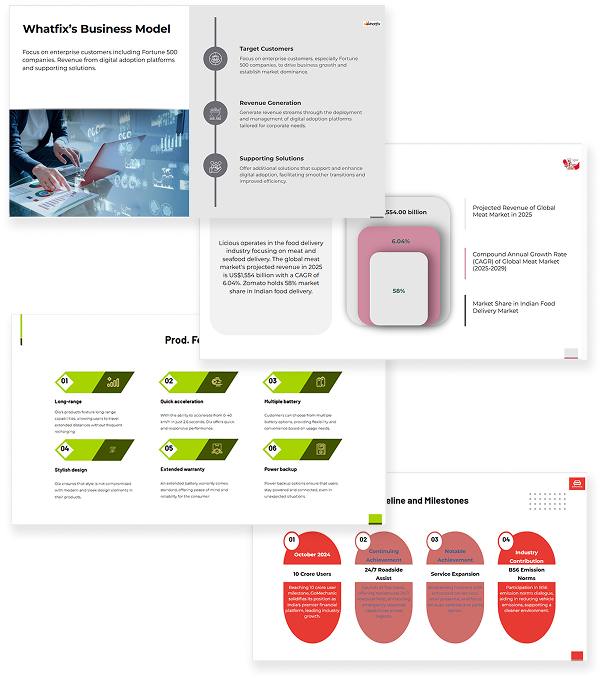 Whatfix's Business Model
Focus on enterprise customers including Fortune 500
companies. Revenue from digital adoption platforms
and supporting solutions.
whatfix
Target Customers
Focus on enterprise customers, especially Fortune
500 companies, to drive business growth and
establish market dominance.
Revenue Generation
Generate revenue streams through the deployment
and management of digital adoption platforms
tailored for corporate needs.
Supporting Solutions
Offer additional solutions that support and enhance
digital adoption, facilitating smoother transitions and
improved efficiency.
Licious operates in the food delivery
industry focusing on meat and
seafood delivery. The global meat
market's projected revenue in 2025
is US$1,554 billion with a CAGR of
6.04%. Zomato holds 58% market
share in Indian food delivery.
554.00 billion
6.04%
58%
Projected Revenue of Global
Meat Market in 2025
Compound Annual Growth Rate
(CAGR) of Global Meat Market
(2025-2029)
Market Share in Indian Food
Delivery Market
Prod. Fe
01
Long-range
Ola's products feature long range
capabilities, allowing users to travel
extended distances without frequent
recharging.
02
Quick acceleration
With the ability to accelerate from 0-40
km/h in just 2.6 seconds, Ola offers quick
and responsive performance.
03
Multiple battery
Customers can choose from multiple
battery options, providing flexibility and
convenience based on usage needs.
04
Stylish design
Ola ensures that style is not compromised
with modern and sleek design elements in
their products.
05
Extended warranty
An extended battery warranty comes
standard, offering peace of mind and
reliability for the consumer.
06
Power backup
Power backup options ensure that users
stay powered and connected, even in
unexpected situations.
eline and Milestones
01
October 2024
10 Crore Users
Reaching 10 crore user
milestone, GoMechanic
solidifies its position as
India's premier financial
platform, leading industry
growth.
02
Continuing
Achievement
24/7 Roadside
Assist
03
Notable
Achievement
Service Expansion
04
Industry
Contribution
BS6 Emission
Norms
Participation in BS6
emission norms dialogue,
aiding in reducing vehicle
emissions, supporting a
cleaner environment.